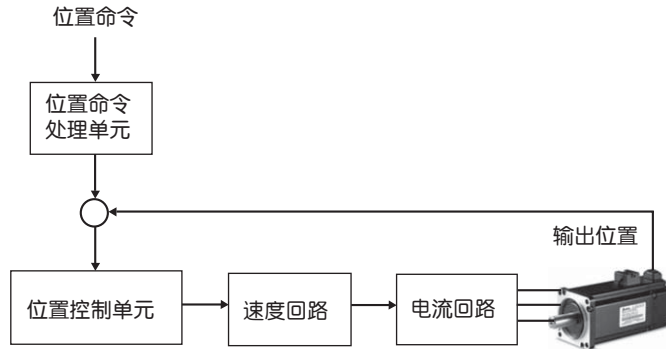 位置命令
位置命令
处理单元
输出位置
位置控制单元
速度回路
电流回路